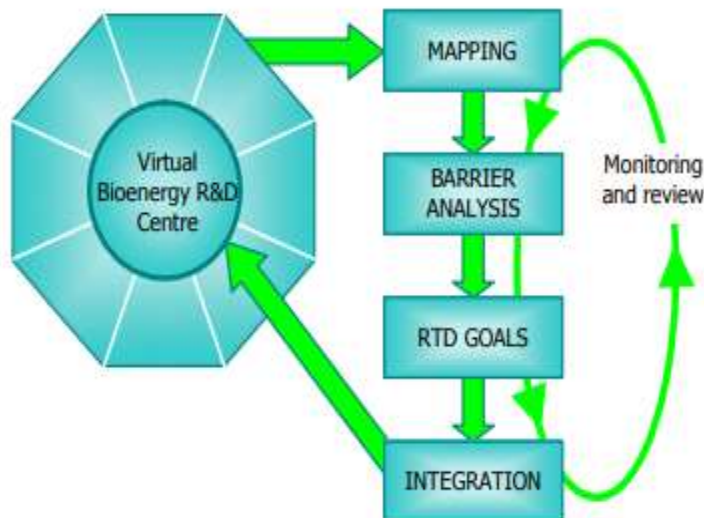 MAPPING
Virtual
Bioenergy R&D
Centre
BARRIER
ANALYSIS
Monitoring
and review
RTD GOALS
INTEGRATION